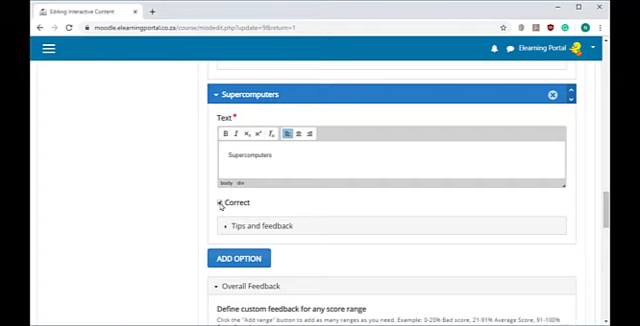 Editing Interactive Content
moodle.elearningportal.co.za/course/modedit.php?update=9&return=1
Elearning Portal
Supercomputers
Text*
B I x₂ x² Tx
Supercomputers
body div
Correct
Tips and feedback
ADD OPTION
Overall Feedback
Define custom feedback for any score range
Click the "Add range" button to add as many ranges as you need. Example: 0-20% Bad score, 21-91% Average Score, 91-100%